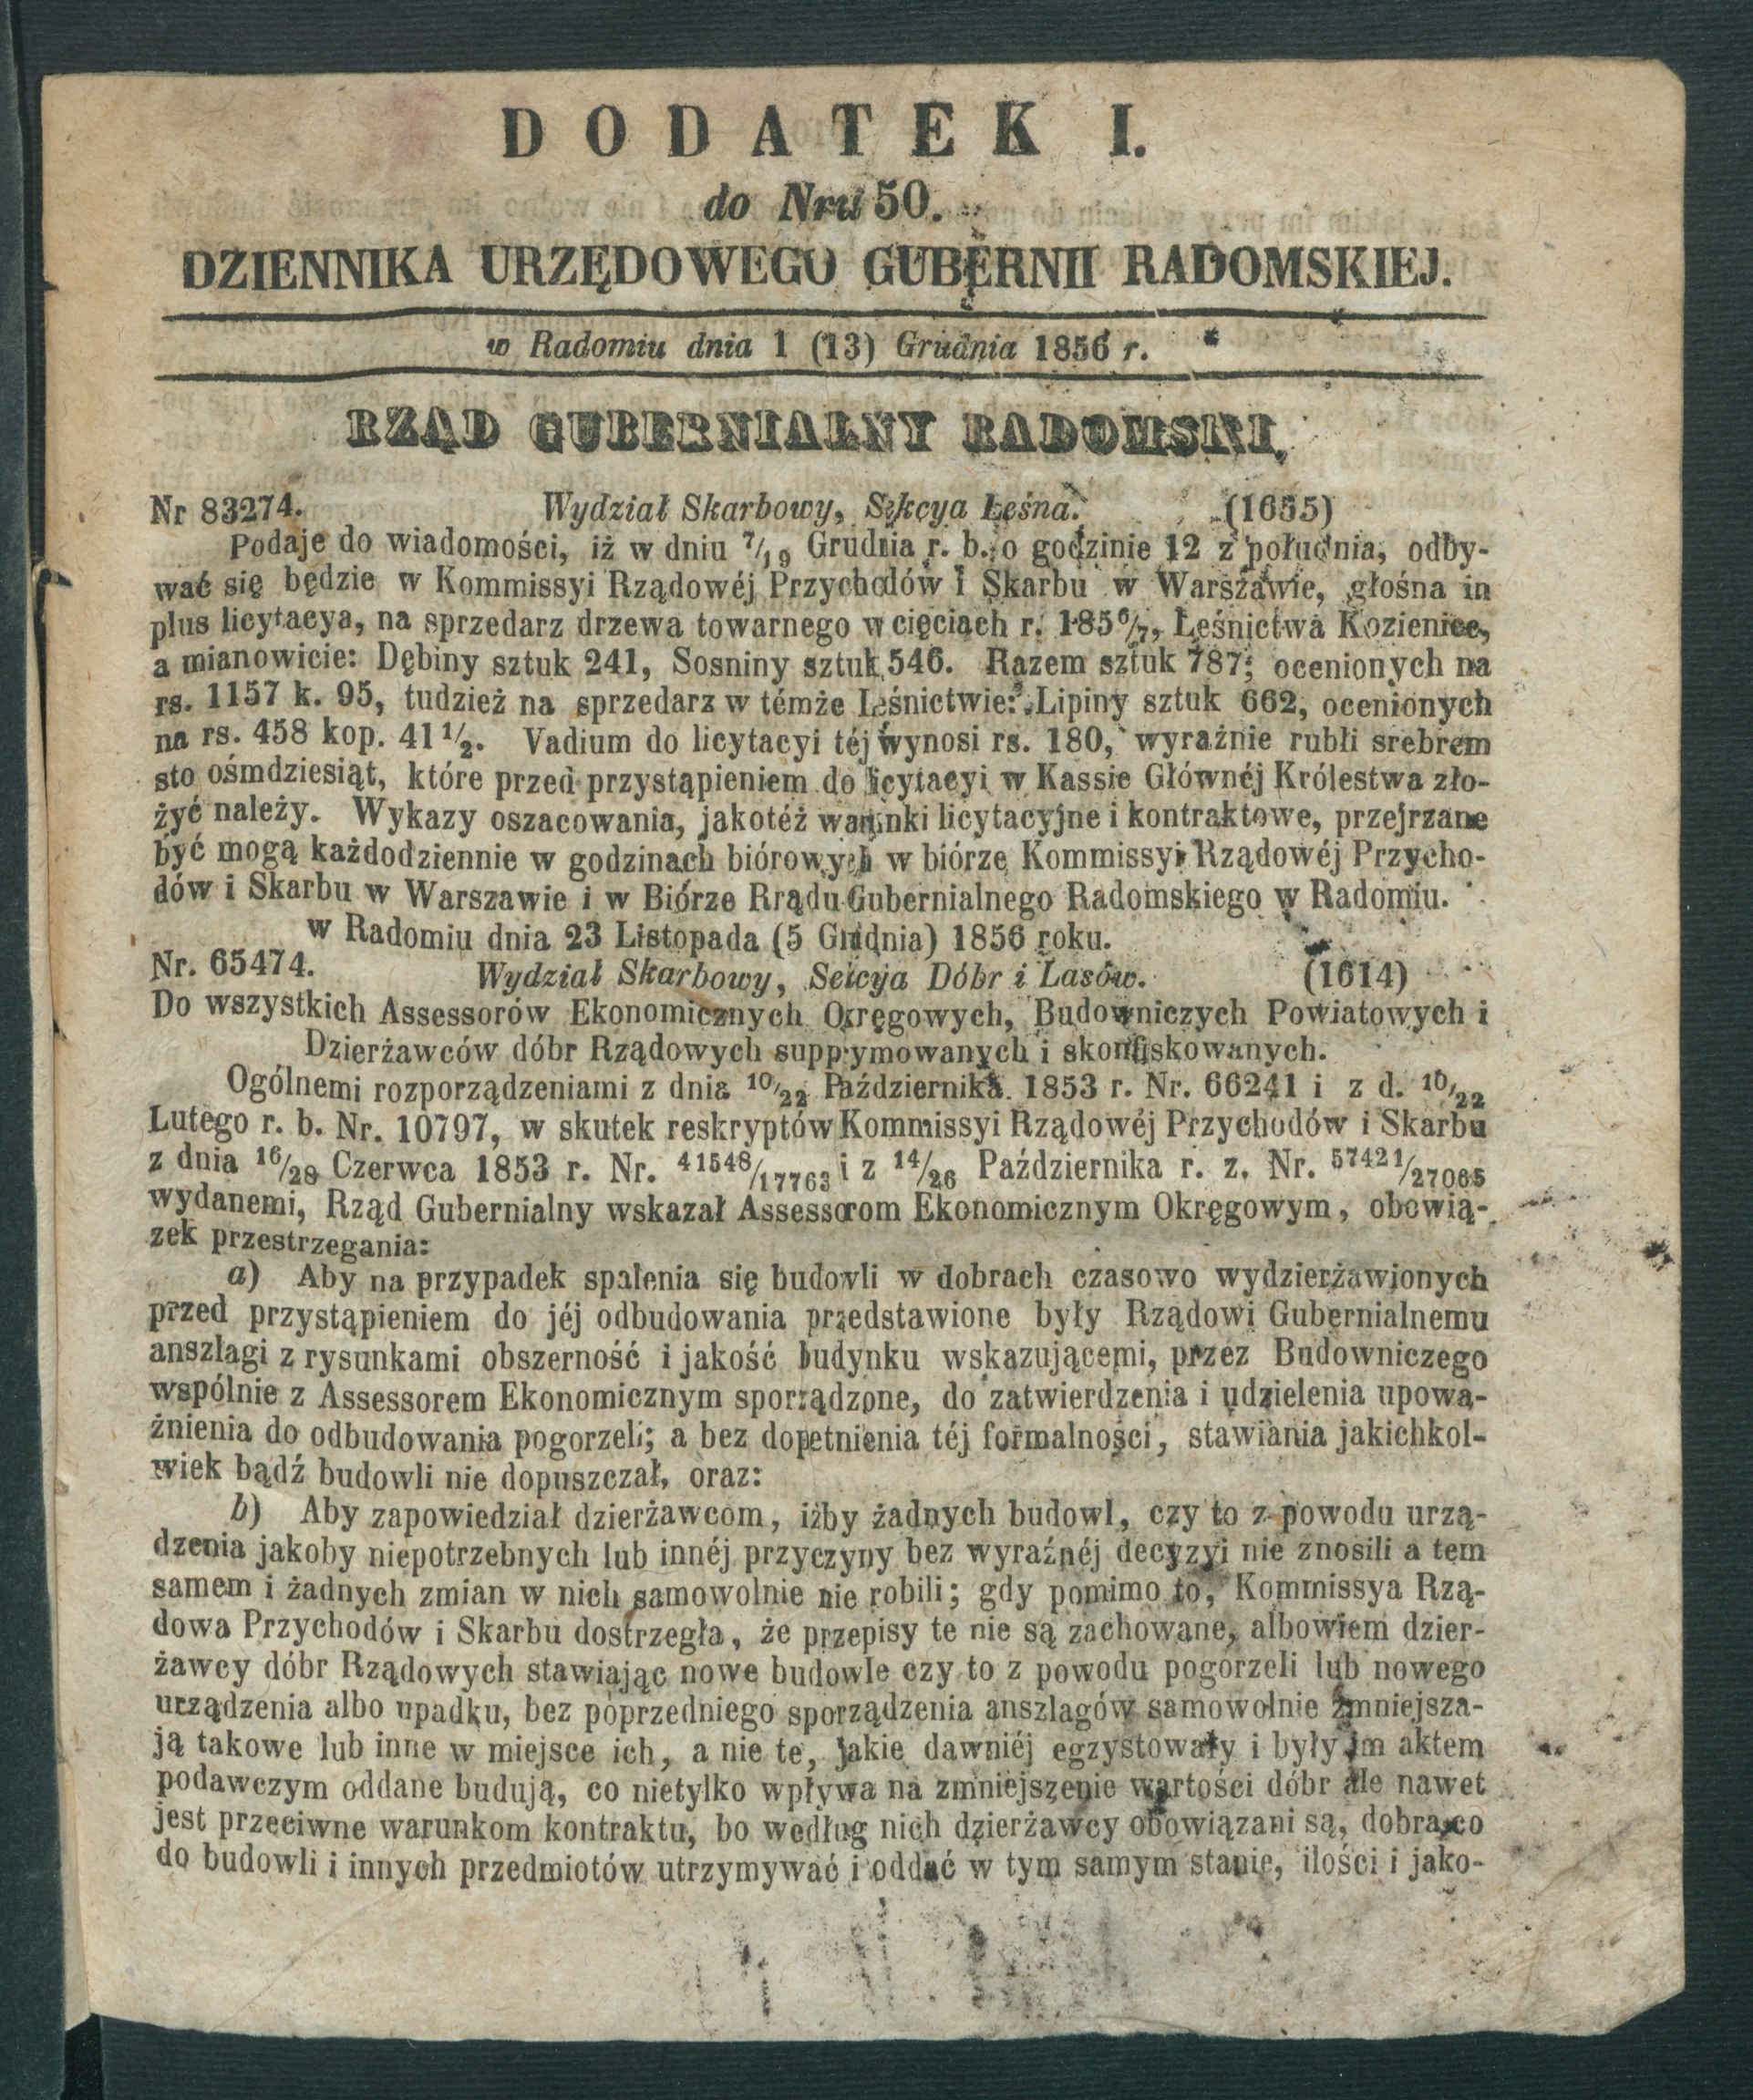 DODATEK I.
do Nru 50.
DZIENNIKA URZĘDOWEGO GUBERNII RADOMSKIEJ.
w Radomiu dnia 1 (13) Grudnia 1856 r.
RZĄD GUBERNIALNY RADOMSKI.
Nr 83274. Wydział Skarbowy, Sekcya Leśna. (1655)
Podaje do wiadomości, iż w dniu 7/19 Grudnia r. b. o godzinie 12 z południa, odby-
wać się będzie w Kommissyi Rządowéj Przychodów i Skarbu w Warszawie, głośna in
plus licytacya, na sprzedarz drzewa towarnego w cięciach r. 1856/7, Leśnictwa Kozienice,
a mianowicie: Dębiny sztuk 241, Sosniny sztuk 546. Razem sztuk 787; ocenionych na
rs. 1157 k. 95, tudzież na sprzedarz w témże Leśnictwie: Lipiny sztuk 662, ocenionych
na rs. 458 kop. 41 1/2. Vadium do licytacyi téj wynosi rs. 180, wyraźnie rubli srebrem
sto ośmdziesiąt, które przed przystąpieniem do licytacyi w Kassie Głównéj Królestwa zło-
żyć należy. Wykazy oszacowania, jakotéż warunki licytacyjne i kontraktowe, przejrzane
być mogą każdodziennie w godzinach biórowych w biórze Kommissyi Rządowéj Przycho-
dów i Skarbu w Warszawie i w Biórze Rrądu Gubernialnego Radomskiego w Radomiu.
w Radomiu dnia 23 Listopada (5 Grudnia) 1856 roku.
Nr. 65474. Wydział Skarbowy, Sekcya Dóbr i Lasów. (1614)
Do wszystkich Assessorów Ekonomicznych Okręgowych, Budowniczych Powiatowych i
Dzierżawców dóbr Rządowych supprymowanych i skonfiskowanych.
Ogólnemi rozporządzeniami z dnia 10/22 Października 1853 r. Nr. 66241 i z d. 10/22
Lutego r. b. Nr. 10797, w skutek reskryptów Kommissyi Rządowéj Przychodów i Skarbu
z dnia 16/28 Czerwca 1853 r. Nr. 41548/17763 i z 14/26 Października r. z. Nr. 57421/27065
wydanemi, Rząd Gubernialny wskazał Assessorom Ekonomicznym Okręgowym, obowią-
zek przestrzegania:
a) Aby na przypadek spalenia się budowli w dobrach czasowo wydzierżawionych
przed przystąpieniem do jéj odbudowania przedstawione były Rządowi Gubernialnemu
anszlagi z rysunkami obszerność i jakość budynku wskazującemi, przez Budowniczego
wspólnie z Assessorem Ekonomicznym sporządzone, do zatwierdzenia i udzielenia upowa-
żnienia do odbudowania pogorzeli; a bez dopetnienia téj formalności, stawiania jakichkol-
wiek bądź budowli nie dopuszczał, oraz:
b) Aby zapowiedział dzierżawcom, iżby żadnych budowl, czy to z powodu urzą-
dzenia jakoby niepotrzebnych lub innéj przyczyny bez wyraźnéj decyzyi nie znosili a tem
samem i żadnych zmian w nich samowolnie nie robili; gdy pomimo to, Kommissya Rzą-
dowa Przychodów i Skarbu dostrzegła, że przepisy te nie są zachowane, albowiem dzier-
żawcy dóbr Rządowych stawiając nowe budowle czy to z powodu pogorzeli lub nowego
urządzenia albo upadku, bez poprzedniego sporządzenia anszlagów samowolnie zmniejsza-
ją takowe lub inne w miejsce ich, a nie te, jakie dawniéj egzystowały i były im aktem
podawczym oddane budują, co nietylko wpływa na zmniejszenie wartości dóbr ale nawet
jest przeciwne warunkom kontraktu, bo według nich dzierżawcy obowiązani są, dobra co
do budowli i innych przedmiotów utrzymywać i oddać w tym samym stanie, ilości i jako-